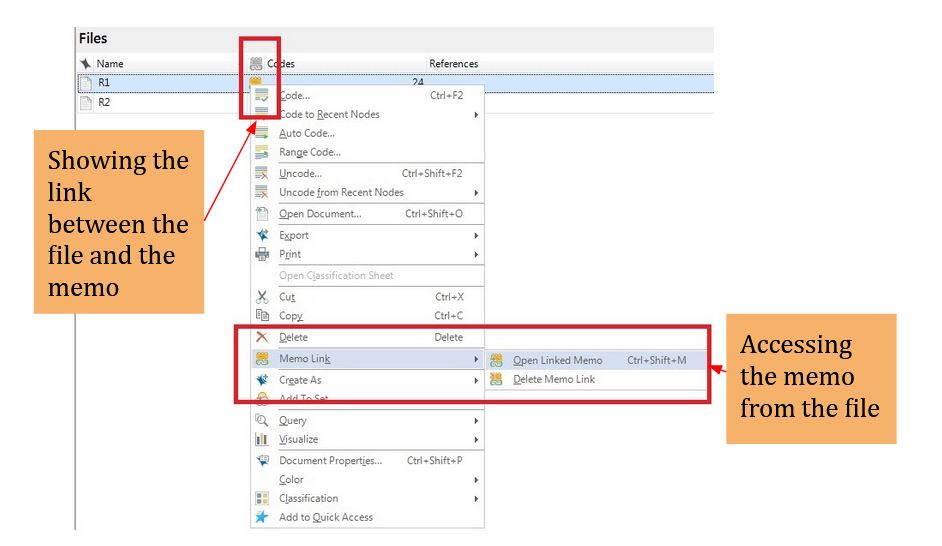 Files
Name Codes References
R1 24
R2
Code... Ctrl+F2
Code to Recent Nodes
Auto Code...
Range Code...
Uncode... Ctrl+Shift+F2
Uncode from Recent Nodes
Open Document... Ctrl+Shift+O
Export
Print
Open Classification Sheet
Cut Ctrl+X
Copy Ctrl+C
Delete Delete
Memo Link
Open Linked Memo Ctrl+Shift+M
Delete Memo Link
Create As
Add To Set
Query
Visualize
Document Properties... Ctrl+Shift+P
Color
Classification
Add to Quick Access
Showing the
link
between the
file and the
memo
Accessing
the memo
from the file